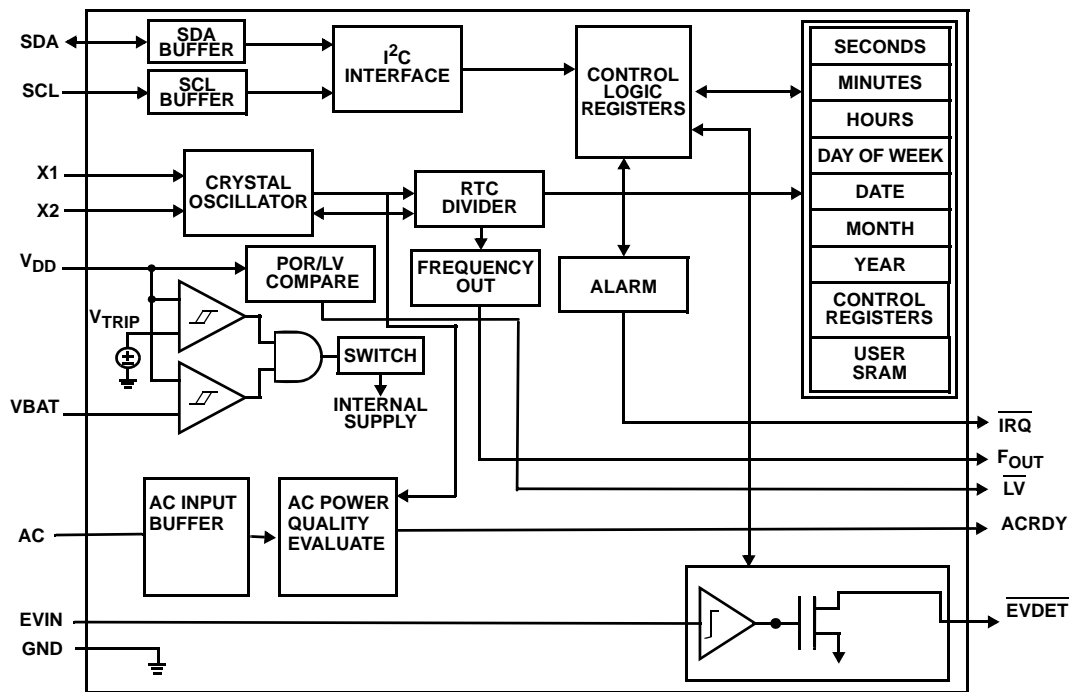 SDA
SDA
BUFFER
SCL
SCL
BUFFER
I²C
INTERFACE
CONTROL
LOGIC
REGISTERS
SECONDS
MINUTES
HOURS
DAY OF WEEK
DATE
MONTH
YEAR
CONTROL
REGISTERS
USER
SRAM
X1
X2
CRYSTAL
OSCILLATOR
RTC
DIVIDER
FREQUENCY
OUT
ALARM
VDD
POR/LV
COMPARE
VTRIP
SWITCH
INTERNAL
SUPPLY
VBAT
IRQ
FOUT
LV
ACRDY
AC
AC INPUT
BUFFER
AC POWER
QUALITY
EVALUATE
EVIN
EVDET
GND